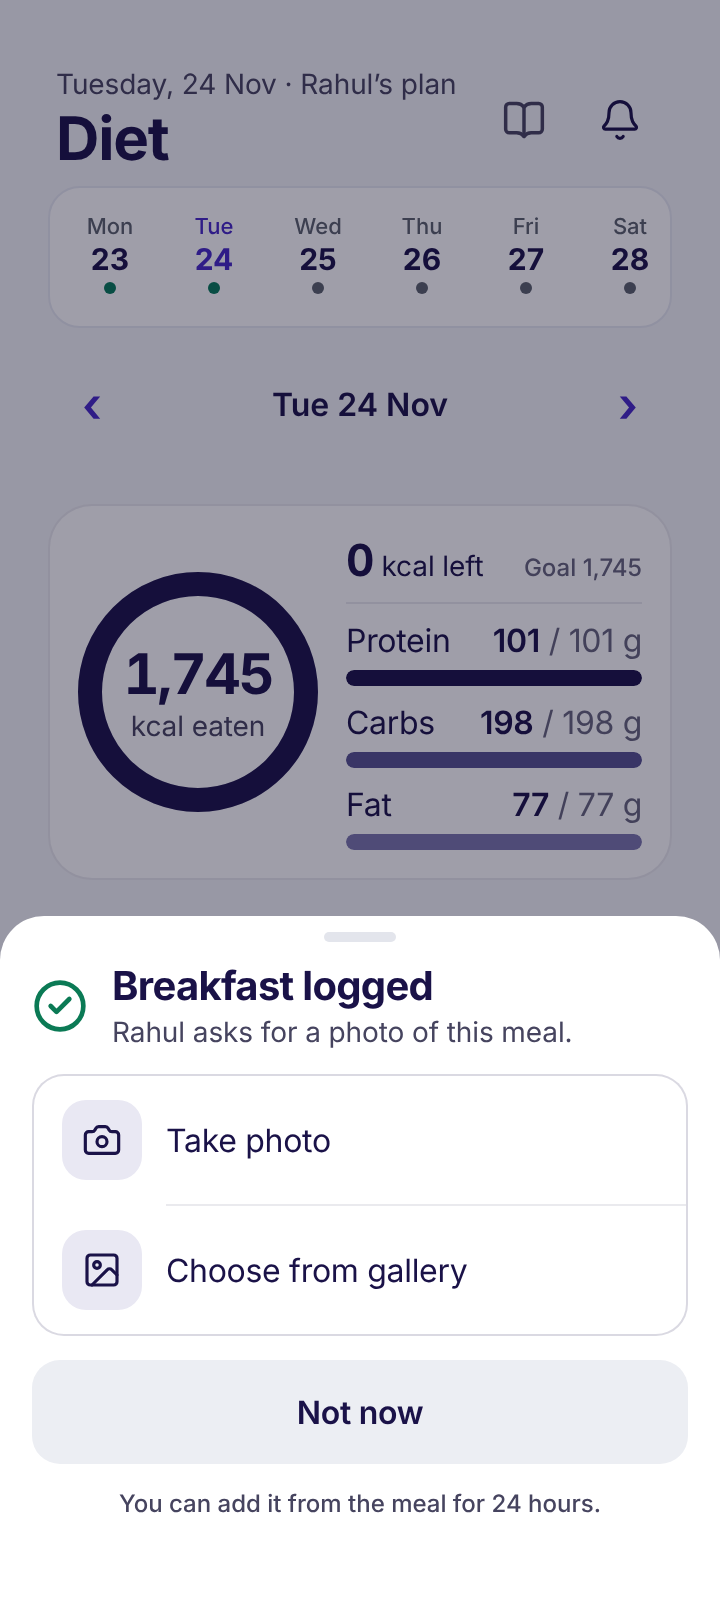 Tuesday, 24 Nov · Rahul’s plan
Diet
Mon Tue Wed Thu Fri Sat
23 24 25 26 27 28
‹ Tue 24 Nov ›
0 kcal left Goal 1,745
1,745
kcal eaten
Protein 101 / 101 g
Carbs 198 / 198 g
Fat 77 / 77 g
Breakfast logged
Rahul asks for a photo of this meal.
Take photo
Choose from gallery
Not now
You can add it from the meal for 24 hours.